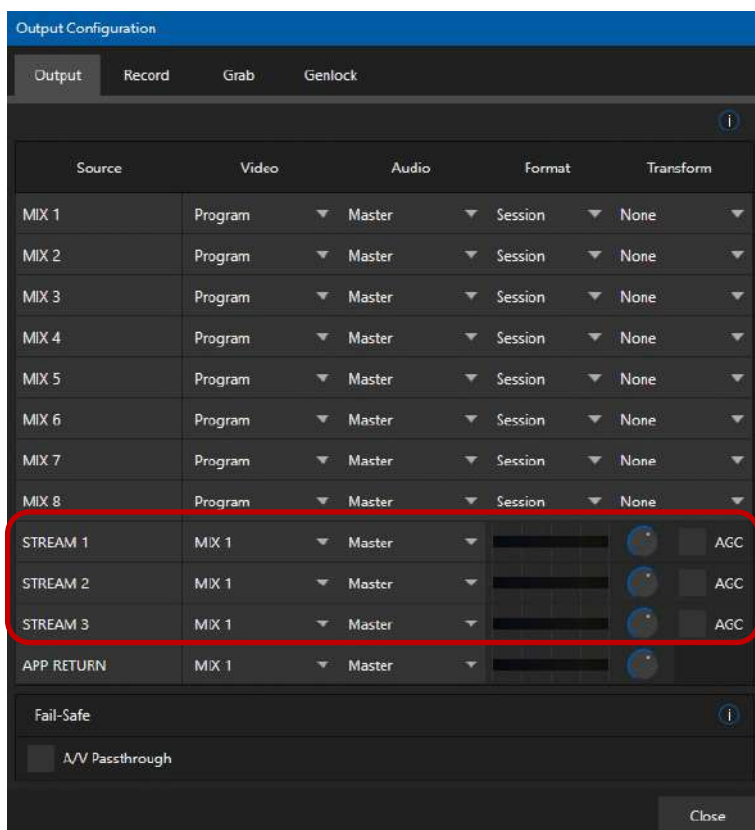 Output Configuration
Output Record Grab Genlock
Source Video Audio Format Transform
MIX 1 Program Master Session None
MIX 2 Program Master Session None
MIX 3 Program Master Session None
MIX 4 Program Master Session None
MIX 5 Program Master Session None
MIX 6 Program Master Session None
MIX 7 Program Master Session None
MIX 8 Program Master Session None
STREAM 1 MIX 1 Master AGC
STREAM 2 MIX 1 Master AGC
STREAM 3 MIX 1 Master AGC
APP RETURN MIX 1 Master
Fail-Safe
A/V Passthrough
Close